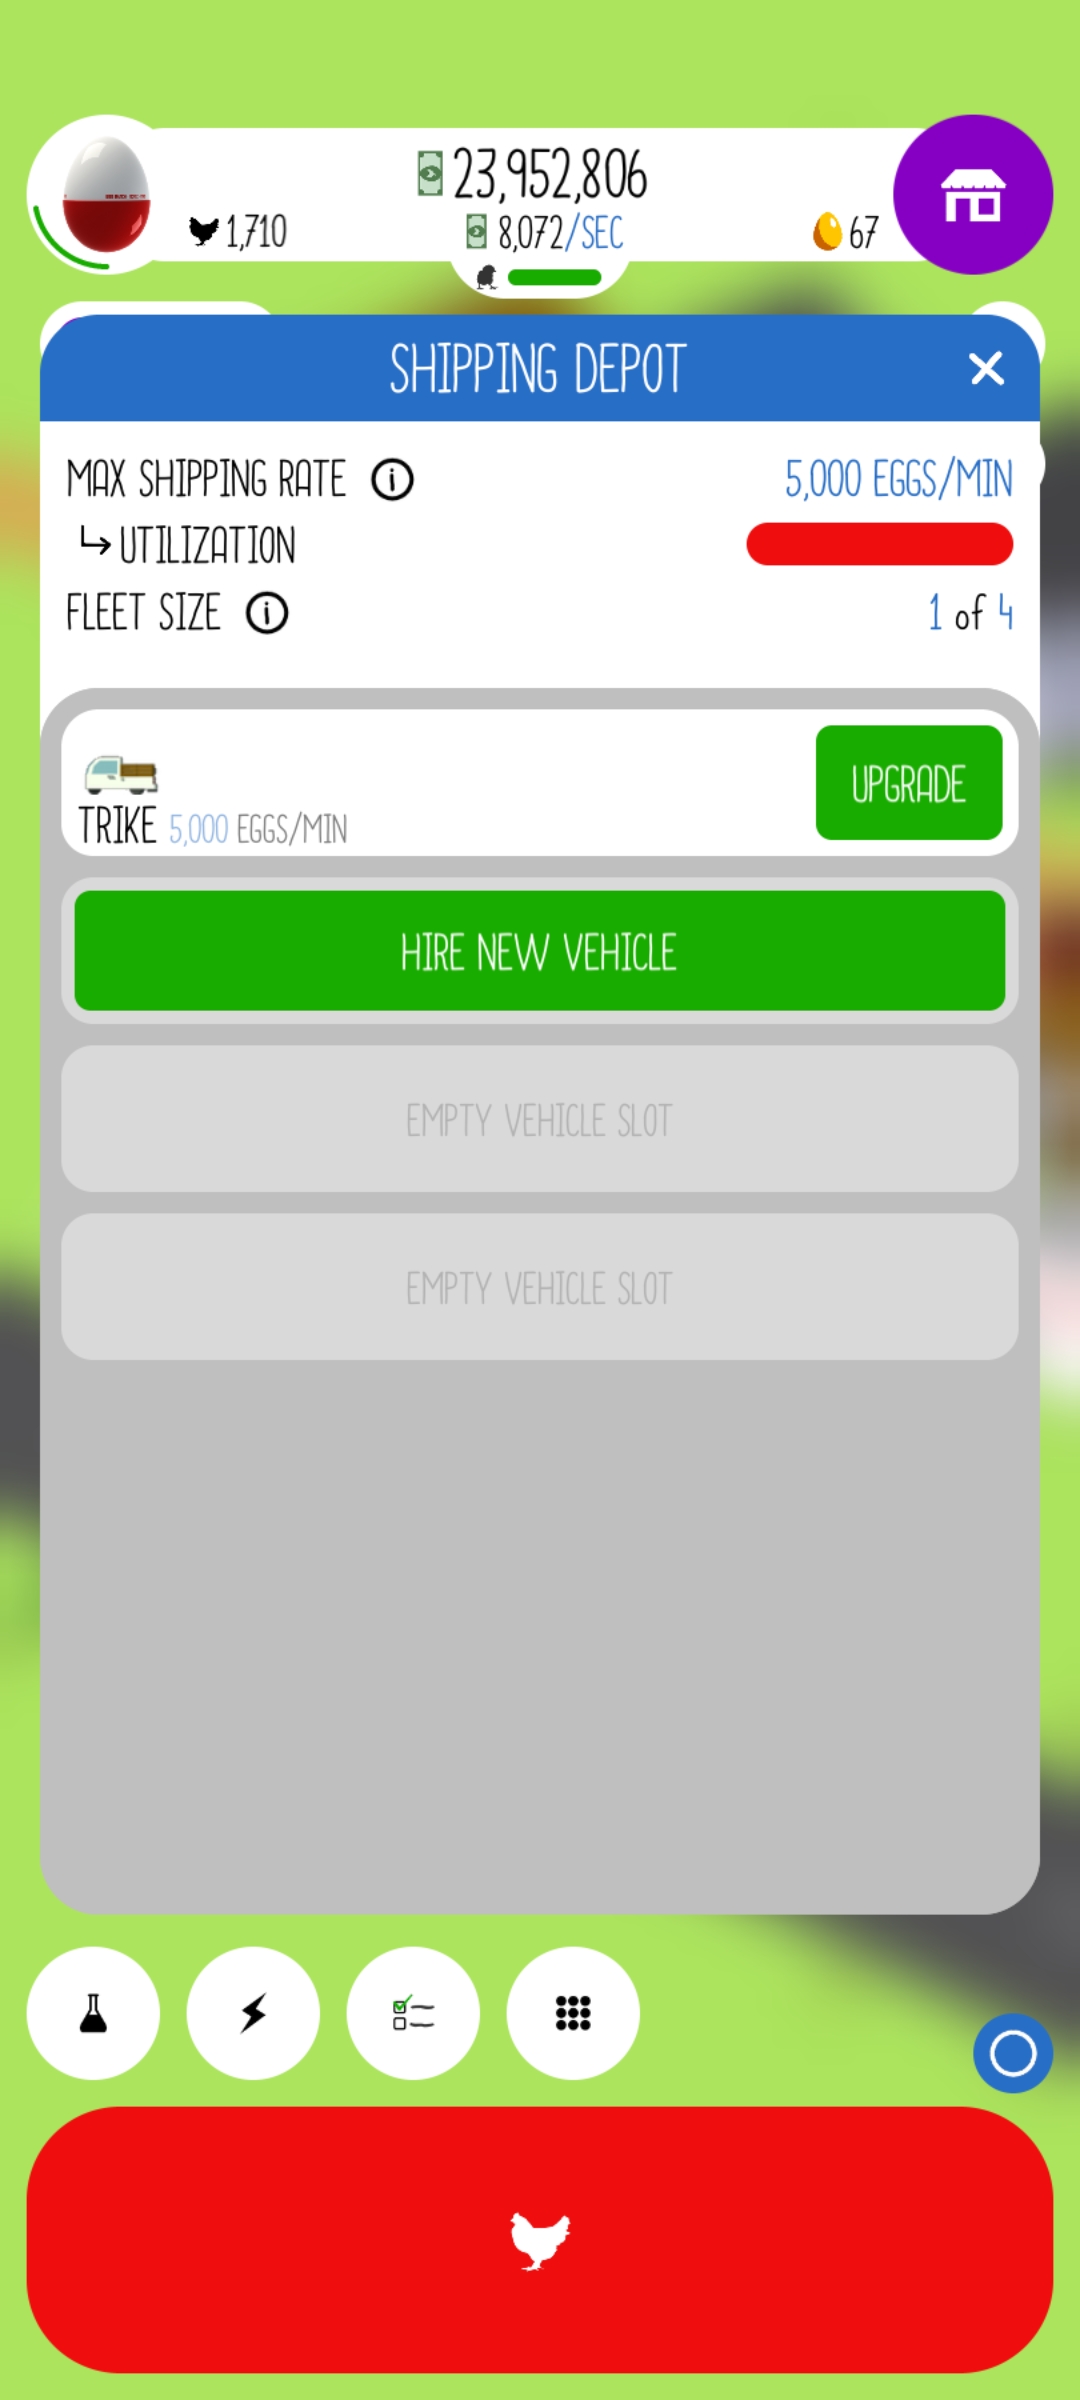 23,952,806
1,710
8,072/SEC
67
SHIPPING DEPOT
MAX SHIPPING RATE
5,000 EGGS/MIN
UTILIZATION
FLEET SIZE
1 of 4
UPGRADE
TRIKE 5,000 EGGS/MIN
HIRE NEW VEHICLE
EMPTY VEHICLE SLOT
EMPTY VEHICLE SLOT